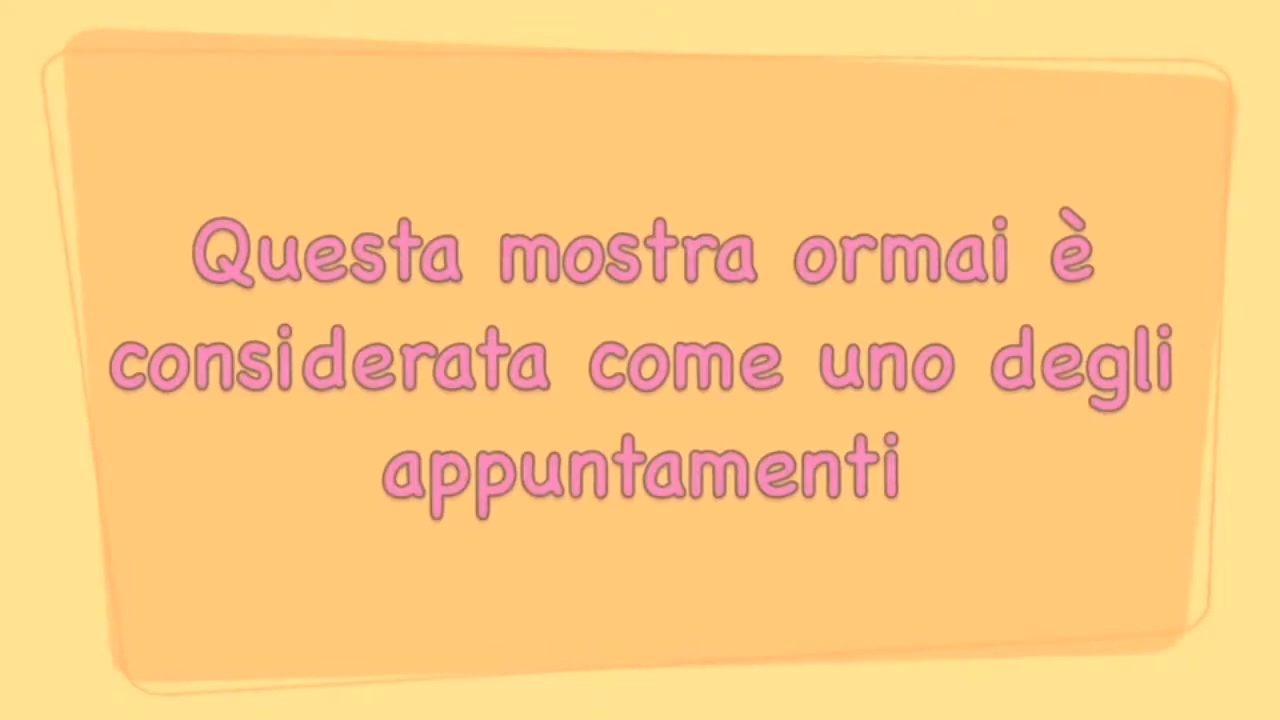 Questa mostra ormai è
considerata come uno degli
appuntamenti